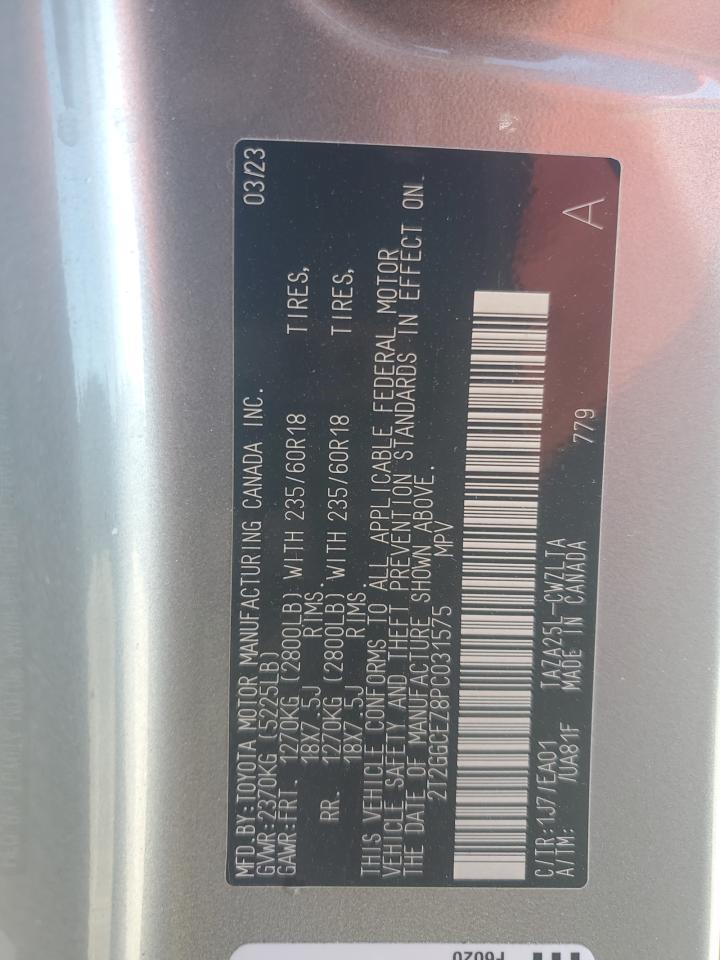 MFD.BY:TOYOTA MOTOR MANUFACTURING CANADA INC. 03/23
GVWR:2370KG (5225LB)
GAWR:FRT. 1270KG (2800LB) WITH 235/60R18 TIRES,
18X7.5J RIMS.
RR. 1270KG (2800LB) WITH 235/60R18 TIRES,
18X7.5J RIMS.
THIS VEHICLE CONFORMS TO ALL APPLICABLE FEDERAL MOTOR
VEHICLE SAFETY AND THEFT PREVENTION STANDARDS IN EFFECT ON
THE DATE OF MANUFACTURE SHOWN ABOVE.
2T2GGCEZ8PC031575 MPV
C/TR:1J7/EA01 TAZA25L-CWZLTA
A/TM: /UA81F MADE IN CANADA 779 A
P6020